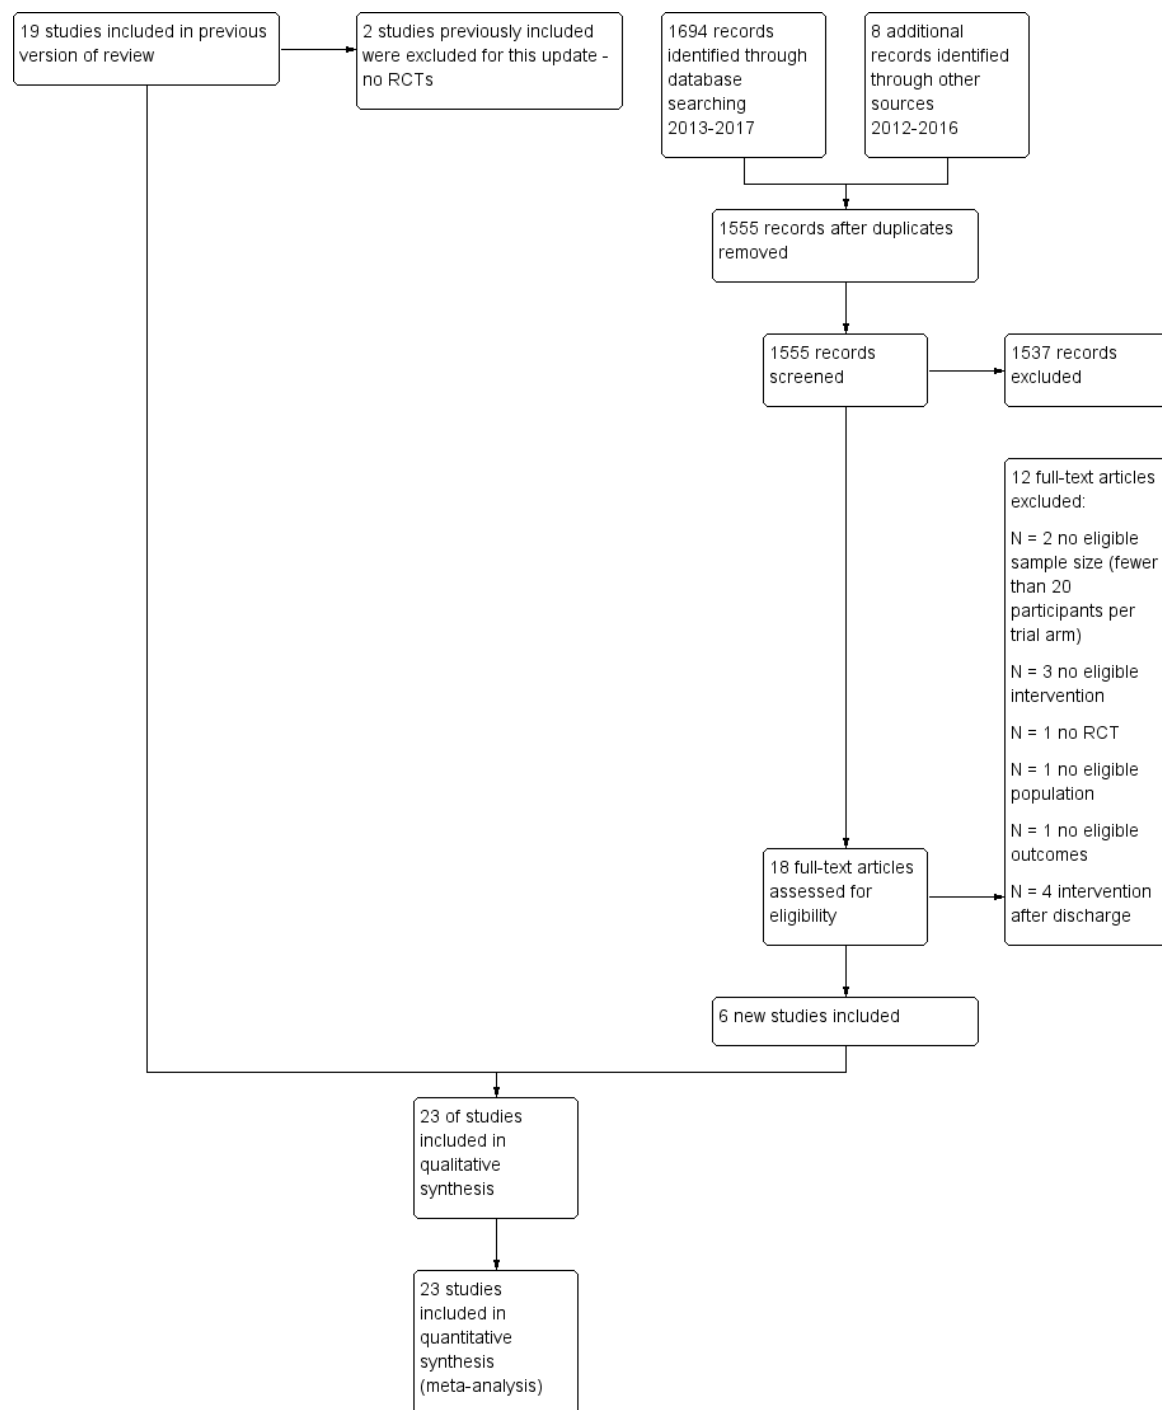 19 studies included in previous
version of review
2 studies previously included
were excluded for this update -
no RCTs
1694 records
identified through
database
searching
2013-2017
8 additional
records identified
through other
sources
2012-2016
1555 records after duplicates
removed
1555 records
screened
1537 records
excluded
12 full-text articles
excluded:
N = 2 no eligible
sample size (fewer
than 20
participants per
trial arm)
N = 3 no eligible
intervention
N = 1 no RCT
N = 1 no eligible
population
N = 1 no eligible
outcomes
N = 4 intervention
after discharge
18 full-text articles
assessed for
eligibility
6 new studies included
23 of studies
included in
qualitative
synthesis
23 studies
included in
quantitative
synthesis
(meta-analysis)